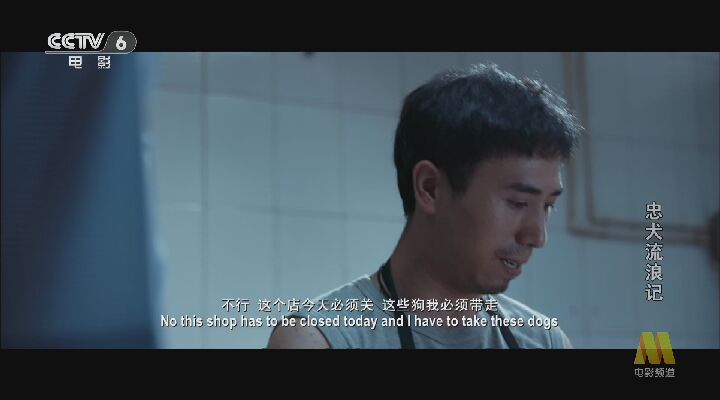 CCTV 6
电影
忠犬流浪记
不行 这个店今天必须关 这些狗我必须带走
No this shop has to be closed today and I have to take these dogs
电影频道